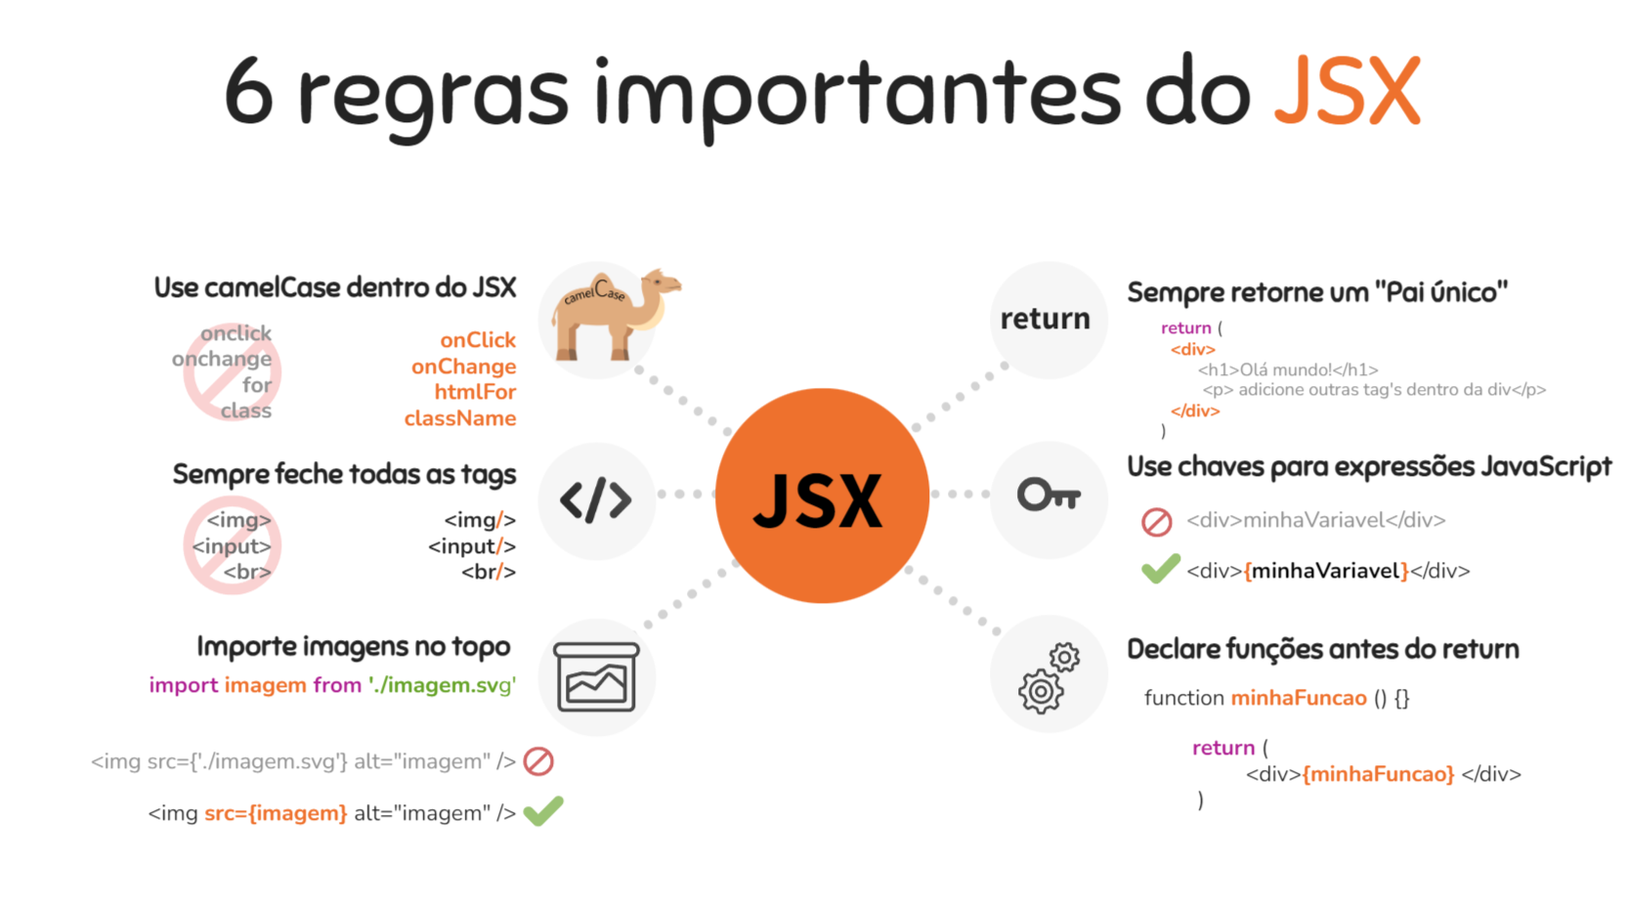 6 regras importantes do JSX
Use camelCase dentro do JSX
onclick
onchange
for
class
onClick
onChange
htmlFor
className
camelCase
Sempre feche todas as tags
<img>
<input>
<br>
<img/>
<input/>
<br/>
</>
Importe imagens no topo
import imagem from './imagem.svg'
<img src={'./imagem.svg'} alt="imagem" />
<img src={imagem} alt="imagem" />
JSX
return
Sempre retorne um "Pai único"
return (
<div>
<h1>Olá mundo!</h1>
<p> adicione outras tag's dentro da div</p>
</div>
)
Use chaves para expressões JavaScript
<div>minhaVariavel</div>
<div>{minhaVariavel}</div>
Declare funções antes do return
function minhaFuncao () {}
return (
<div>{minhaFuncao} </div>
)